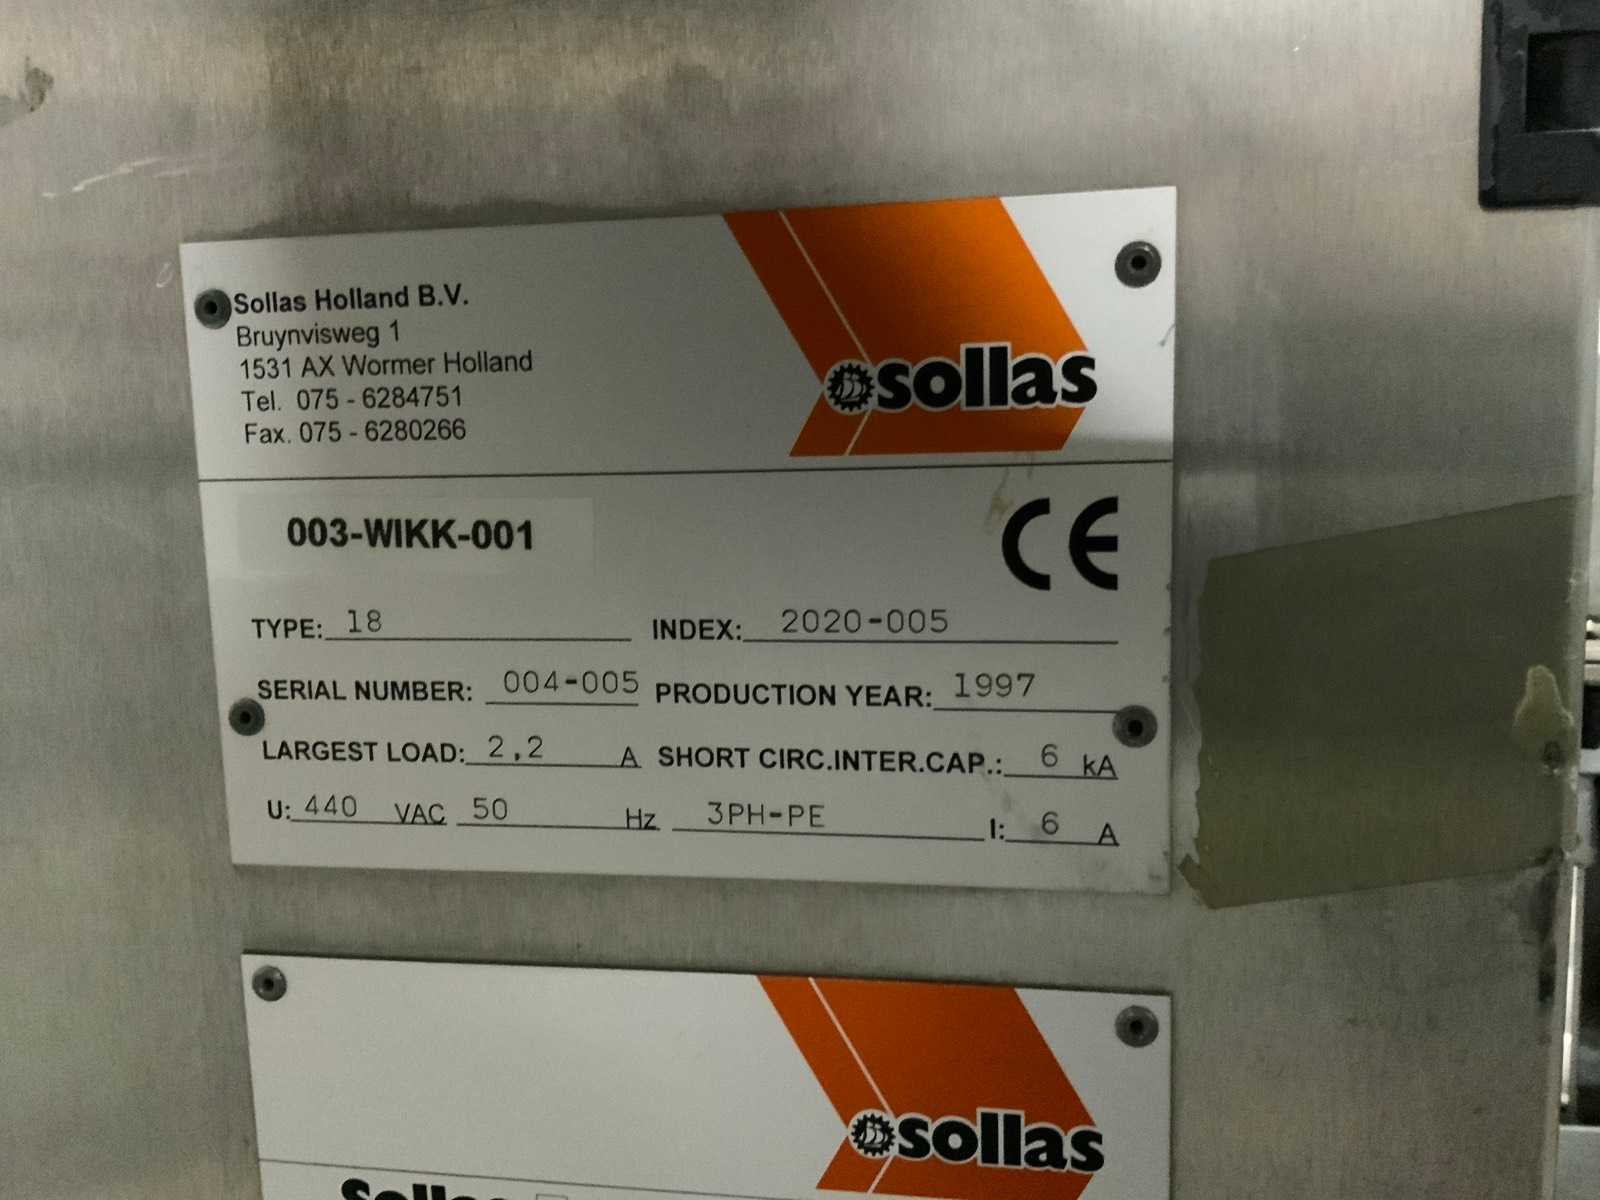 Sollas Holland B.V.
Bruynvisweg 1
1531 AX Wormer Holland
Tel. 075 - 6284751
Fax. 075 - 6280266
sollas
003-WIKK-001
CE
TYPE: 18 INDEX: 2020-005
SERIAL NUMBER: 004-005 PRODUCTION YEAR: 1997
LARGEST LOAD: 2,2 A SHORT CIRC.INTER.CAP.: 6 kA
U: 440 VAC 50 Hz 3PH-PE I: 6 A
sollas
Sollas